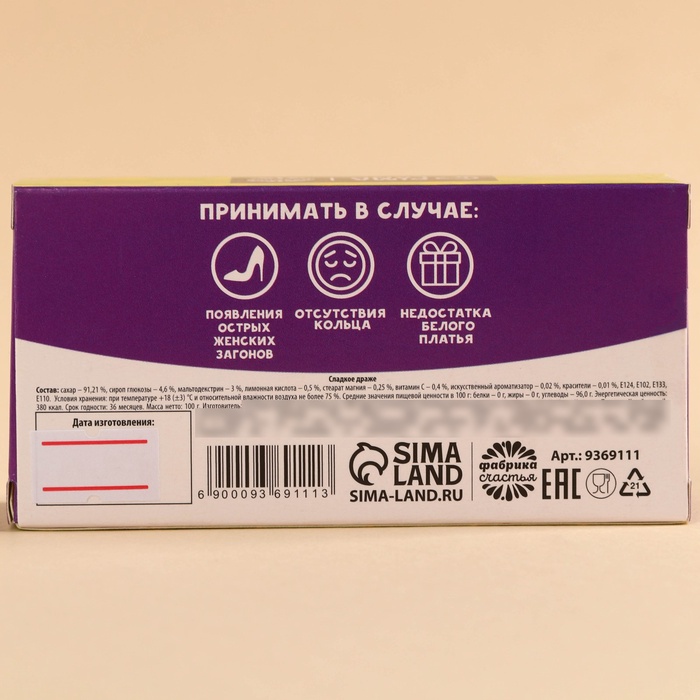 ПРИНИМАТЬ В СЛУЧАЕ:
ПОЯВЛЕНИЯ
ОСТРЫХ
ЖЕНСКИХ
ЗАГОНОВ
ОТСУТСТВИЯ
КОЛЬЦА
НЕДОСТАТКА
БЕЛОГО
ПЛАТЬЯ
Сладкое драже
Состав: сахар – 91,21 %, сироп глюкозы – 4,6 %, мальтодекстрин – 3 %, лимонная кислота – 0,5 %, стеарат магния – 0,25 %, витамин С – 0,4 %, искусственный ароматизатор – 0,02 %, красители – 0,01 %, Е124, Е102, Е133,
Е110. Условия хранения: при температуре +18 (±3) °С и относительной влажности воздуха не более 75 %. Средние значения пищевой ценности в 100 г: белки – 0 г, жиры – 0 г, углеводы – 96,0 г. Энергетическая ценность:
380 ккал. Срок годности: 36 месяцев. Масса нетто: 100 г. Изготовитель
Дата изготовления:
6 900093 691113
SIMA
LAND
SIMA-LAND.RU
фабрика
счастья
Арт.: 9369111
EAC
21